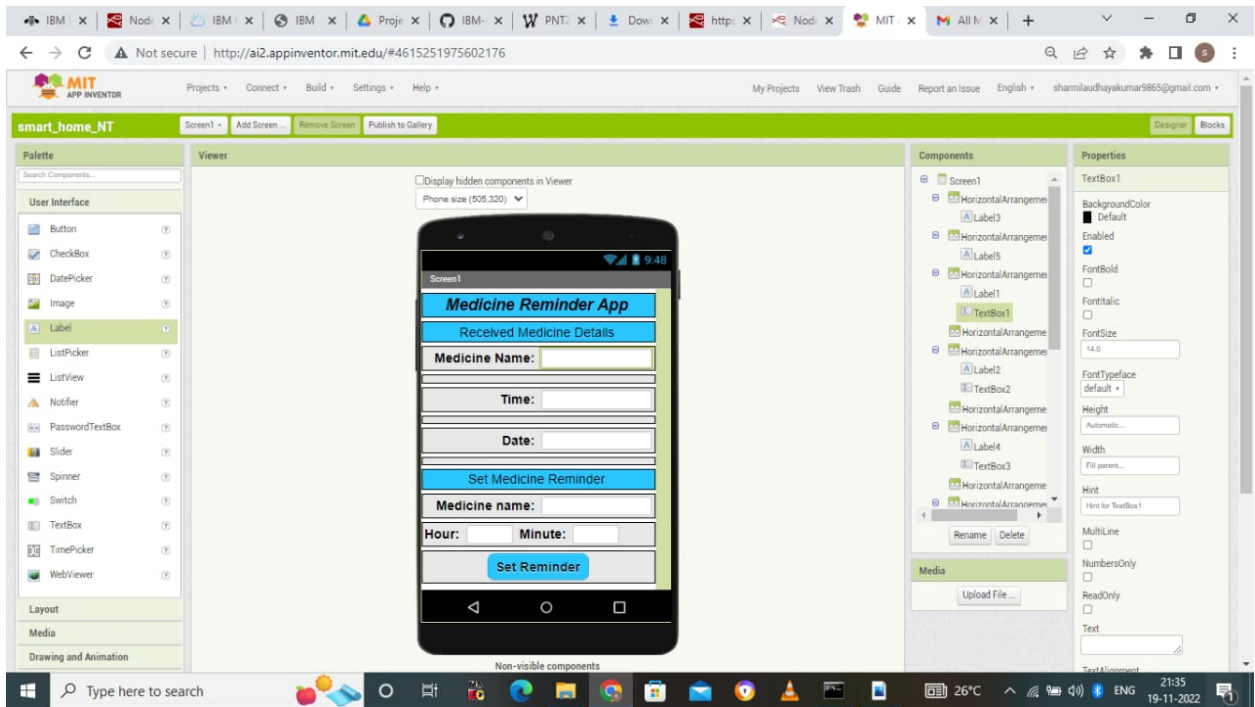 IBM
Node
IBM
IBM
Proje
IBM-
PNT
Dow
http
Node
MIT
All M
Not secure | http://ai2.appinventor.mit.edu/#4615251975602176
S
MIT
APP INVENTOR
Projects
Connect
Build
Settings
Help
My Projects
View Trash
Guide
Report an Issue
English
sharmilaudhayakumar9865@gmail.com
smart_home_NT
Screen1
Add Screen ...
Remove Screen
Publish to Gallery
Designer
Blocks
Palette
Search Components...
User Interface
Button
CheckBox
DatePicker
Image
Label
ListPicker
ListView
Notifier
PasswordTextBox
Slider
Spinner
Switch
TextBox
TimePicker
WebViewer
Layout
Media
Drawing and Animation
Viewer
Display hidden components in Viewer
Phone size (505,320)
9:48
Screen1
Medicine Reminder App
Received Medicine Details
Medicine Name:
Time:
Date:
Set Medicine Reminder
Medicine name:
Hour: Minute:
Set Reminder
Non-visible components
Components
Screen1
HorizontalArrangeme
Label3
HorizontalArrangeme
Label5
HorizontalArrangeme
Label1
TextBox1
HorizontalArrangeme
HorizontalArrangeme
Label2
TextBox2
HorizontalArrangeme
HorizontalArrangeme
Label4
TextBox3
HorizontalArrangeme
HorizontalArrangeme
Rename
Delete
Media
Upload File ...
Properties
TextBox1
BackgroundColor
Default
Enabled
FontBold
FontItalic
FontSize
14.0
FontTypeface
default
Height
Automatic...
Width
Fill parent...
Hint
Hint for TextBox1
MultiLine
NumbersOnly
ReadOnly
Text
TextAlignment
Type here to search
26°C
ENG
21:35
19-11-2022